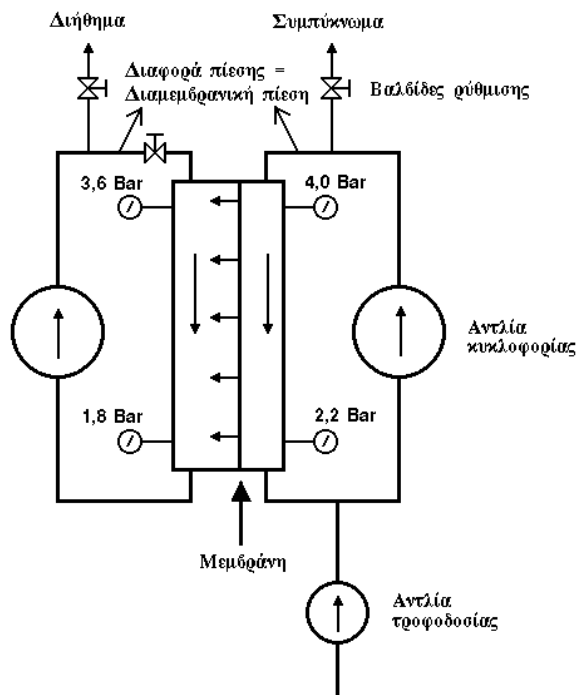 Διήθημα
Συμπύκνωμα
Διαφορά πίεσης =
Διαμεμβρανική πίεση
Βαλβίδες ρύθμισης
3,6 Bar
4,0 Bar
Αντλία
κυκλοφορίας
1,8 Bar
2,2 Bar
Μεμβράνη
Αντλία
τροφοδοσίας